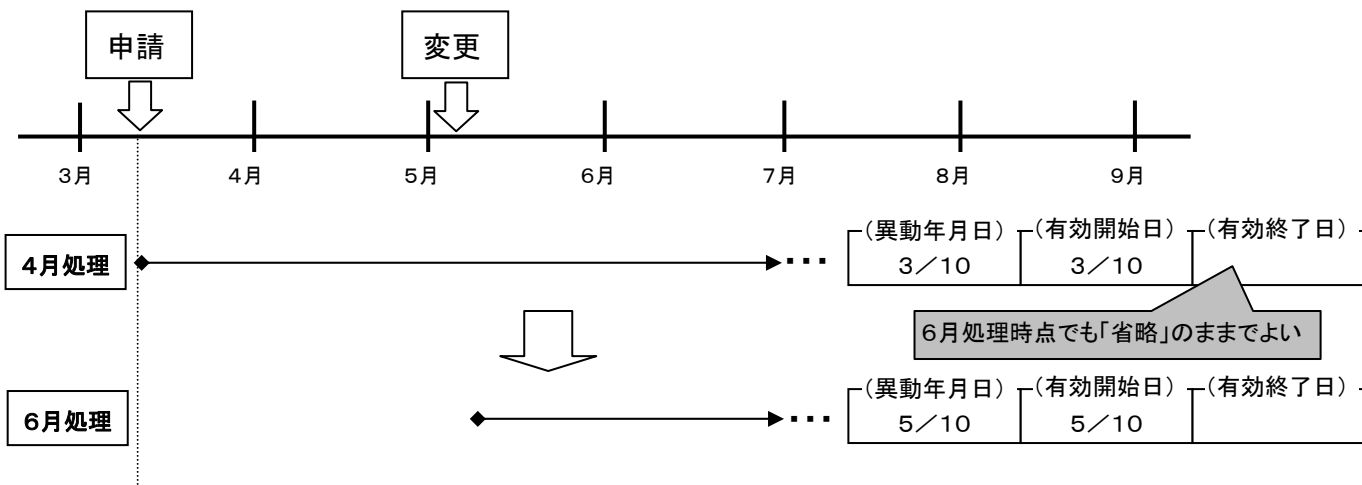 申請
変更
3月
4月
5月
6月
7月
8月
9月
4月処理
・・・
(異動年月日)
(有効開始日)
(有効終了日)
3／10
3／10
6月処理時点でも「省略」のままでよい
6月処理
・・・
(異動年月日)
(有効開始日)
(有効終了日)
5／10
5／10